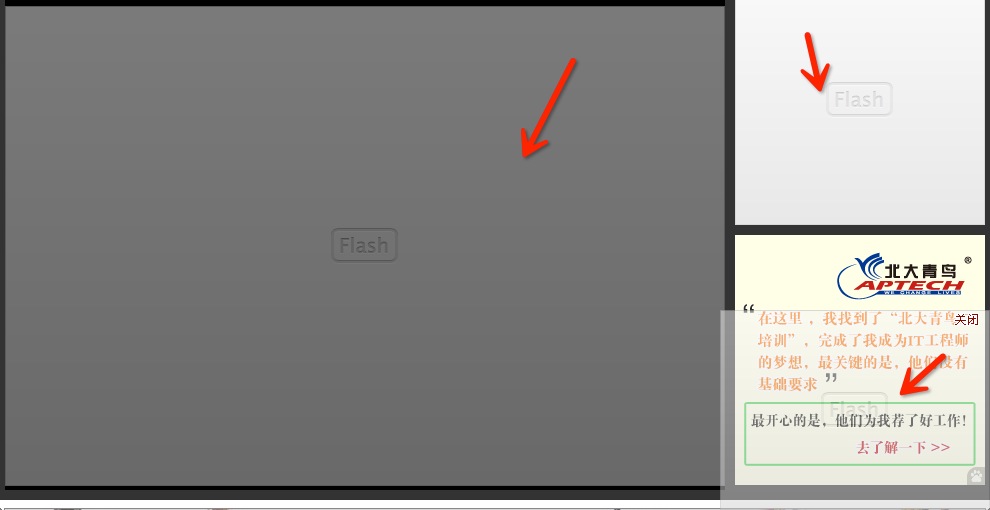 Flash
Flash
北大青鸟®
APTECH
WE CHANGE LIVES
关闭
“在这里，我找到了“北大青鸟
培训”，完成了我成为IT工程师
的梦想，最关键的是，他们没有
基础要求”
Flash
最开心的是，他们为我荐了好工作!
去了解一下 >>